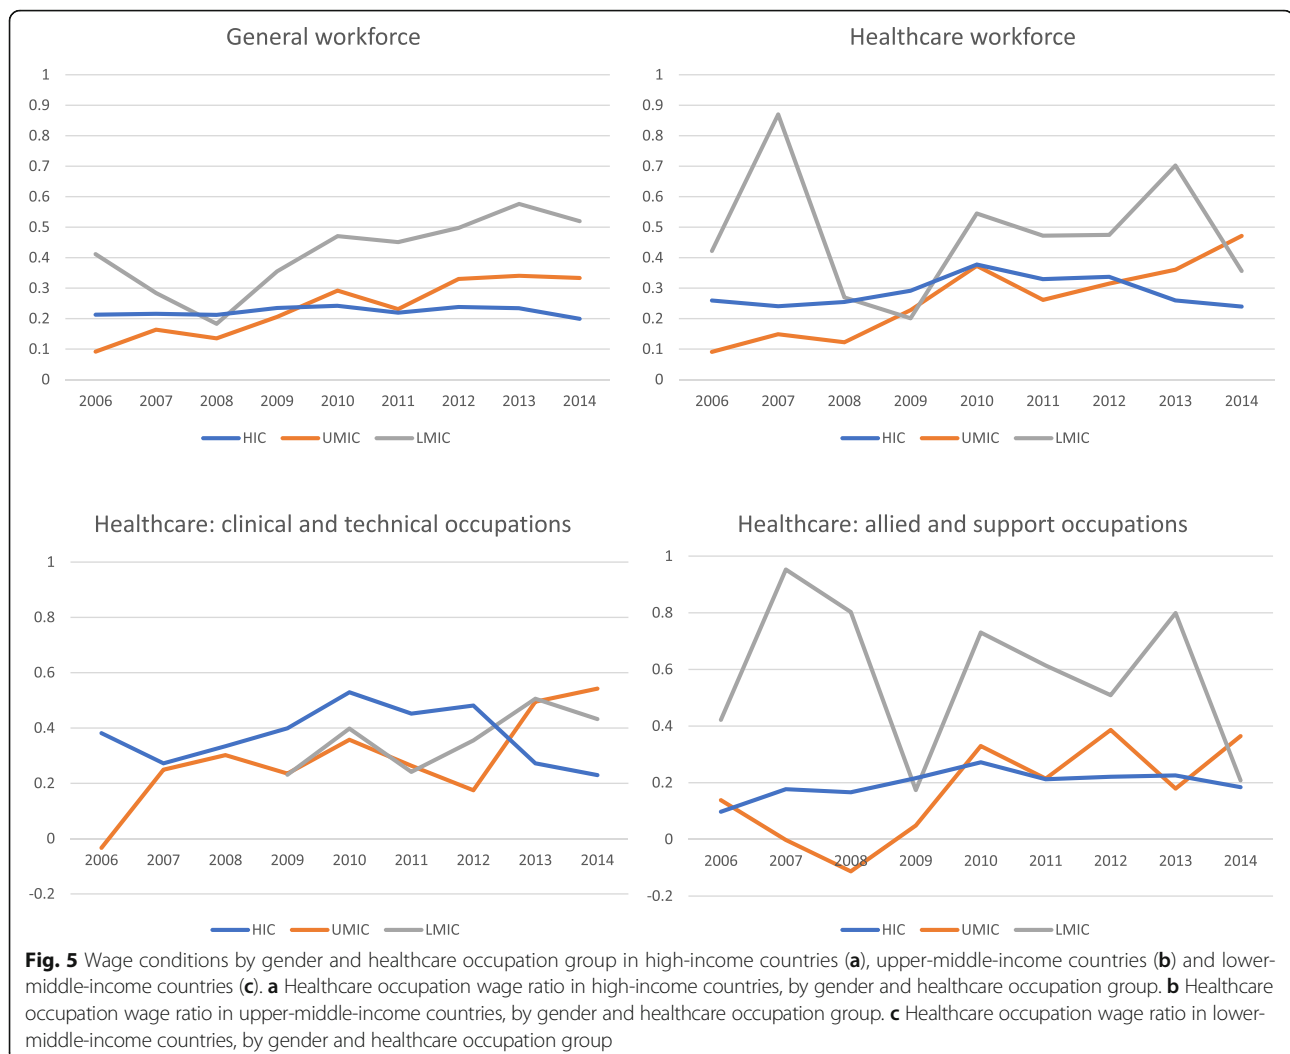 General workforce
1
0.9
0.8
0.7
0.6
0.5
0.4
0.3
0.2
0.1
0
2006 2007 2008 2009 2010 2011 2012 2013 2014
HIC UMIC LMIC
Healthcare workforce
1
0.9
0.8
0.7
0.6
0.5
0.4
0.3
0.2
0.1
0
2006 2007 2008 2009 2010 2011 2012 2013 2014
HIC UMIC LMIC
Healthcare: clinical and technical occupations
1
0.8
0.6
0.4
0.2
0
-0.2
2006 2007 2008 2009 2010 2011 2012 2013 2014
HIC UMIC LMIC
Healthcare: allied and support occupations
1
0.8
0.6
0.4
0.2
0
-0.2
2006 2007 2008 2009 2010 2011 2012 2013 2014
HIC UMIC LMIC
Fig. 5 Wage conditions by gender and healthcare occupation group in high-income countries (a), upper-middle-income countries (b) and lower-
middle-income countries (c). a Healthcare occupation wage ratio in high-income countries, by gender and healthcare occupation group. b Healthcare
occupation wage ratio in upper-middle-income countries, by gender and healthcare occupation group. c Healthcare occupation wage ratio in lower-
middle-income countries, by gender and healthcare occupation group